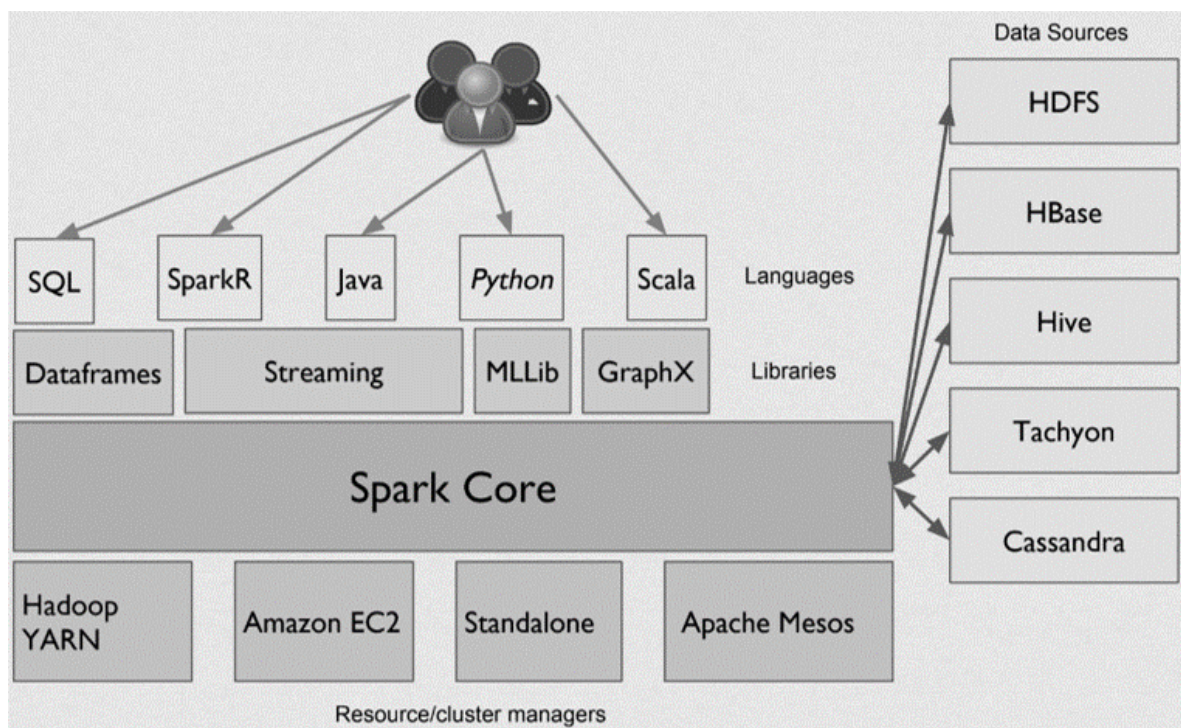 Data Sources
HDFS
HBase
Hive
Tachyon
Cassandra
SQL
SparkR
Java
Python
Scala
Languages
Dataframes
Streaming
MLLib
GraphX
Libraries
Spark Core
Hadoop
YARN
Amazon EC2
Standalone
Apache Mesos
Resource/cluster managers